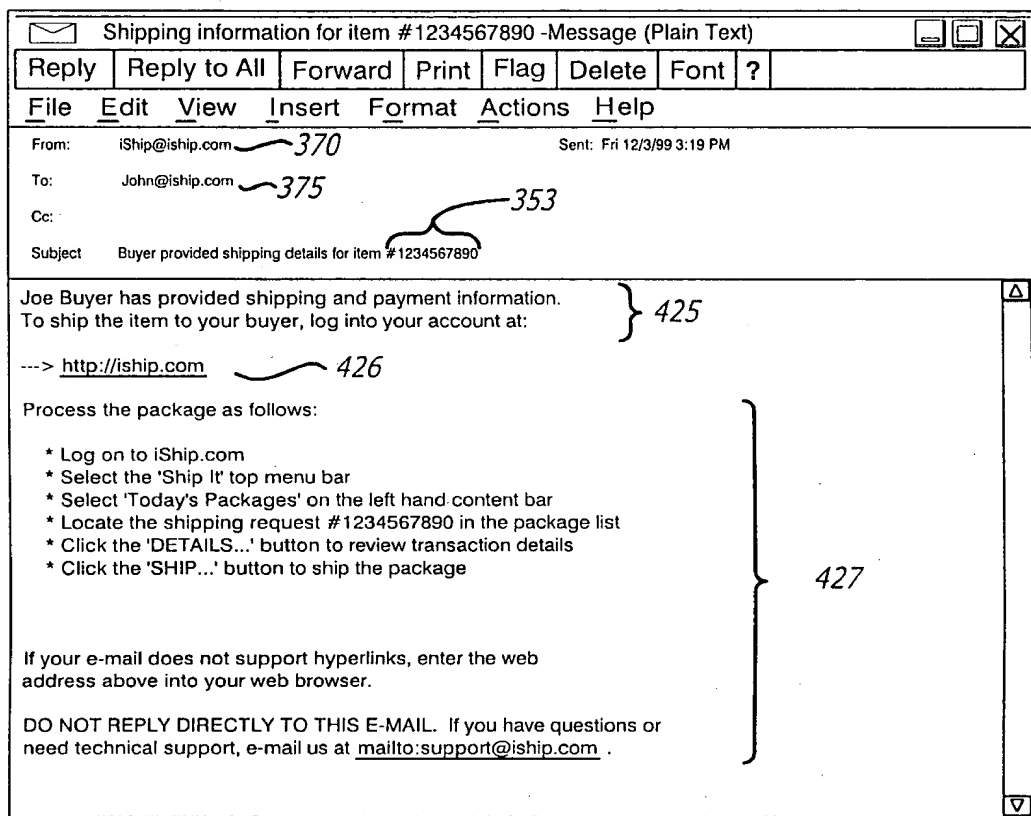 Shipping information for item #1234567890 -Message (Plain Text)
Reply Reply to All Forward Print Flag Delete Font ?
File Edit View Insert Format Actions Help
From: iShip@iship.com 370 Sent: Fri 12/3/99 3:19 PM
To: John@iship.com 375
353
Cc:
Subject Buyer provided shipping details for item #1234567890
Joe Buyer has provided shipping and payment information.
To ship the item to your buyer, log into your account at:
425
---> http://iship.com 426
Process the package as follows:
* Log on to iShip.com
* Select the 'Ship It' top menu bar
* Select 'Today's Packages' on the left hand content bar
* Locate the shipping request #1234567890 in the package list
* Click the 'DETAILS...' button to review transaction details
* Click the 'SHIP...' button to ship the package
427
If your e-mail does not support hyperlinks, enter the web
address above into your web browser.
DO NOT REPLY DIRECTLY TO THIS E-MAIL. If you have questions or
need technical support, e-mail us at mailto:support@iship.com .